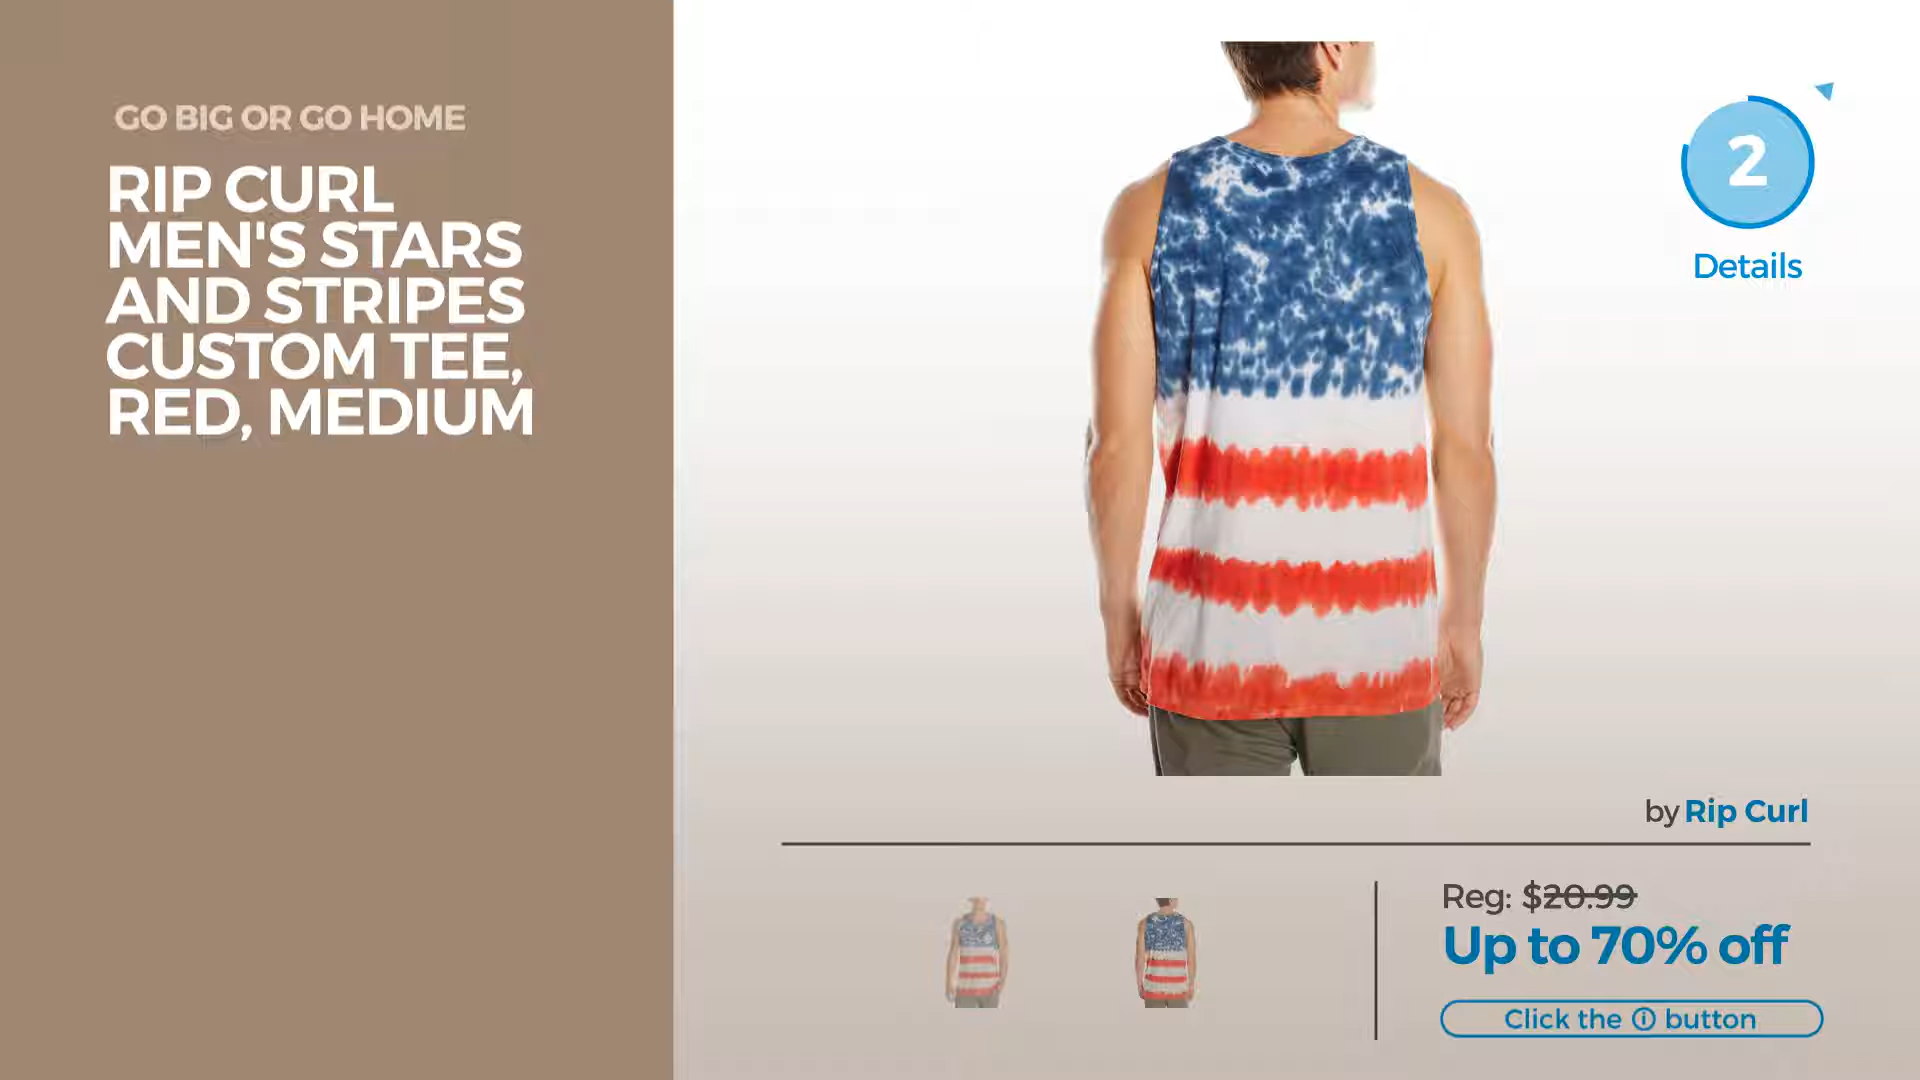 GO BIG OR GO HOME
RIP CURL
MEN'S STARS
AND STRIPES
CUSTOM TEE,
RED, MEDIUM
2
Details
by Rip Curl
Reg: $20.99
Up to 70% off
Click the ⓘ button